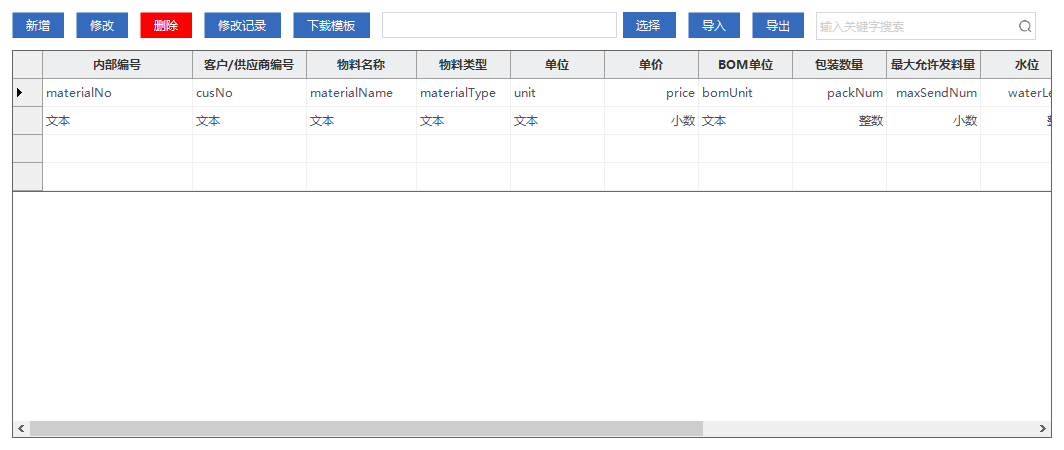 新增 修改 删除 修改记录 下载模板 选择 导入 导出 输入关键字搜索
内部编号 客户/供应商编号 物料名称 物料类型 单位 单价 BOM单位 包装数量 最大允许发料量 水位
materialNo cusNo materialName materialType unit price bomUnit packNum maxSendNum waterLe
文本 文本 文本 文本 文本 小数 文本 整数 小数